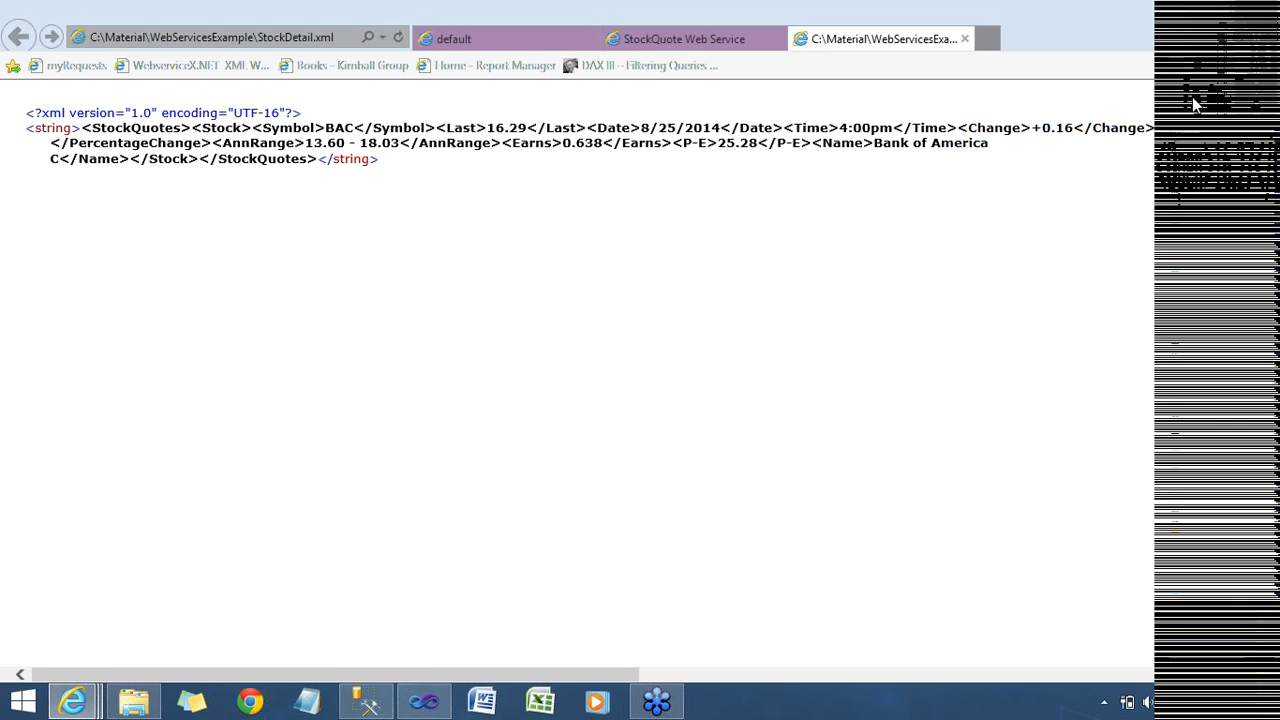 C:\Material\WebServicesExample\StockDetail.xml
default
StockQuote Web Service
C:\Material\WebServicesExa...
myRequests
WebserviceX.NET XML W...
Books – Kimball Group
Home - Report Manager
DAX III – Filtering Queries ...
<?xml version="1.0" encoding="UTF-16"?>
<string><StockQuotes><Stock><Symbol>BAC</Symbol><Last>16.29</Last><Date>8/25/2014</Date><Time>4:00pm</Time><Change>+0.16</Change>
</PercentageChange><AnnRange>13.60 - 18.03</AnnRange><Earns>0.638</Earns><P-E>25.28</P-E><Name>Bank of America
C</Name></Stock></StockQuotes></string>